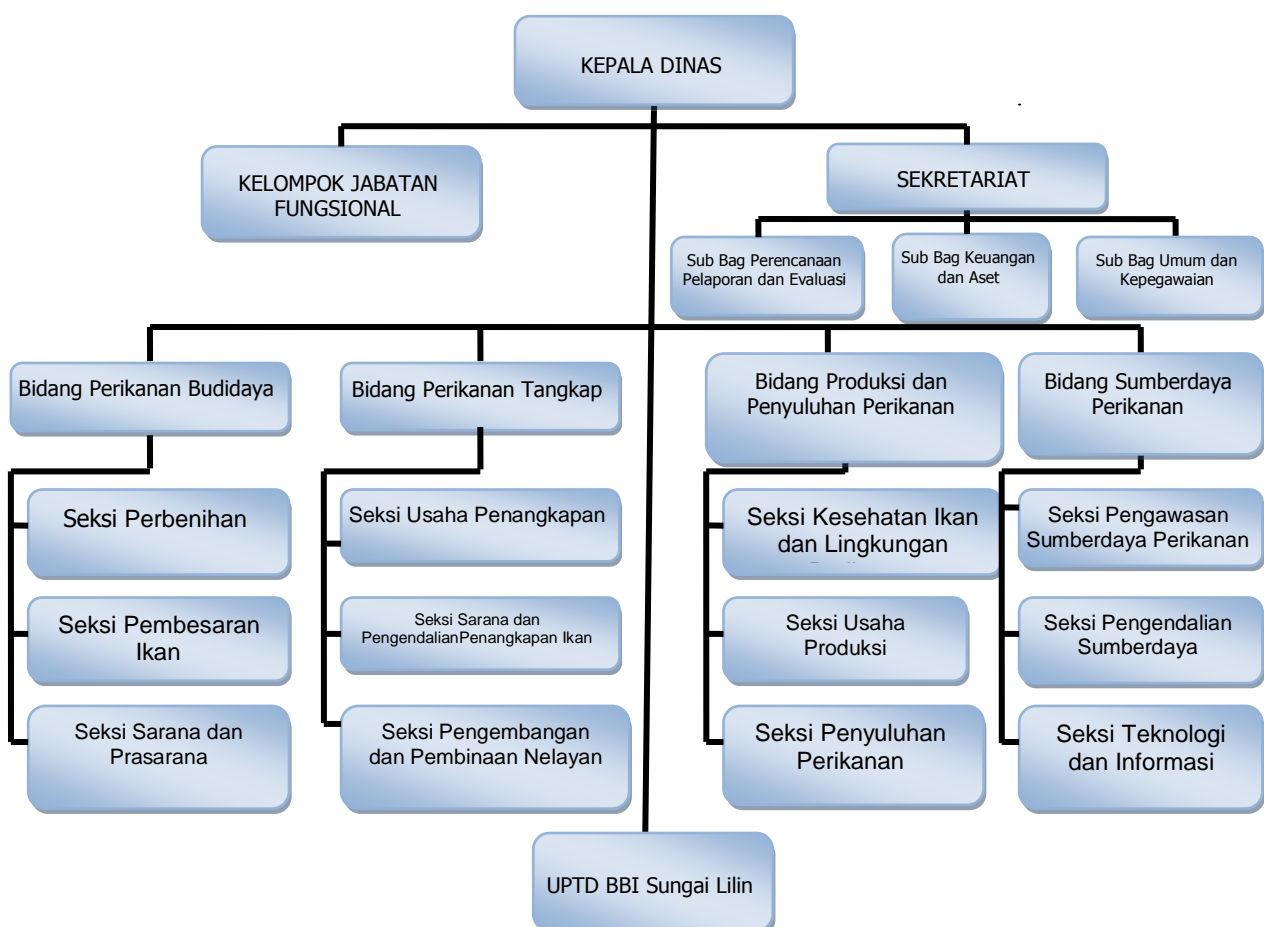 KEPALA DINAS
KELOMPOK JABATAN
FUNGSIONAL
SEKRETARIAT
Sub Bag Perencanaan
Pelaporan dan Evaluasi
Sub Bag Keuangan
dan Aset
Sub Bag Umum dan
Kepegawaian
Bidang Perikanan Budidaya
Bidang Perikanan Tangkap
Bidang Produksi dan
Penyuluhan Perikanan
Bidang Sumberdaya
Perikanan
Seksi Perbenihan
Seksi Pembesaran
Ikan
Seksi Sarana dan
Prasarana
Seksi Usaha Penangkapan
Seksi Sarana dan
PengendalianPenangkapan Ikan
Seksi Pengembangan
dan Pembinaan Nelayan
Seksi Kesehatan Ikan
dan Lingkungan
Seksi Usaha
Produksi
Seksi Penyuluhan
Perikanan
Seksi Pengawasan
Sumberdaya Perikanan
Seksi Pengendalian
Sumberdaya
Seksi Teknologi
dan Informasi
UPTD BBI Sungai Lilin